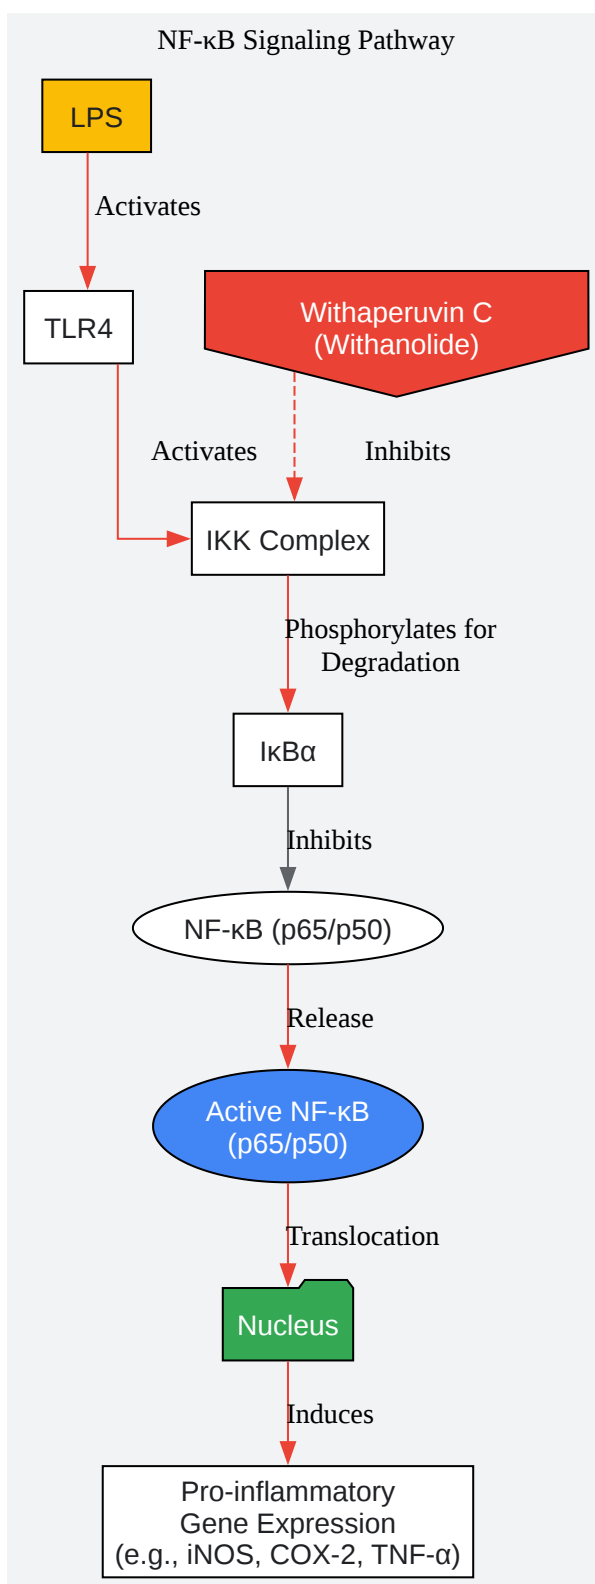 NF-κB Signaling Pathway
LPS
Activates
TLR4
Withaperuvin C
(Withanolide)
Activates
Inhibits
IKK Complex
Phosphorylates for
Degradation
IκBα
Inhibits
NF-κB (p65/p50)
Release
Active NF-κB
(p65/p50)
Translocation
Nucleus
Induces
Pro-inflammatory
Gene Expression
(e.g., iNOS, COX-2, TNF-α)